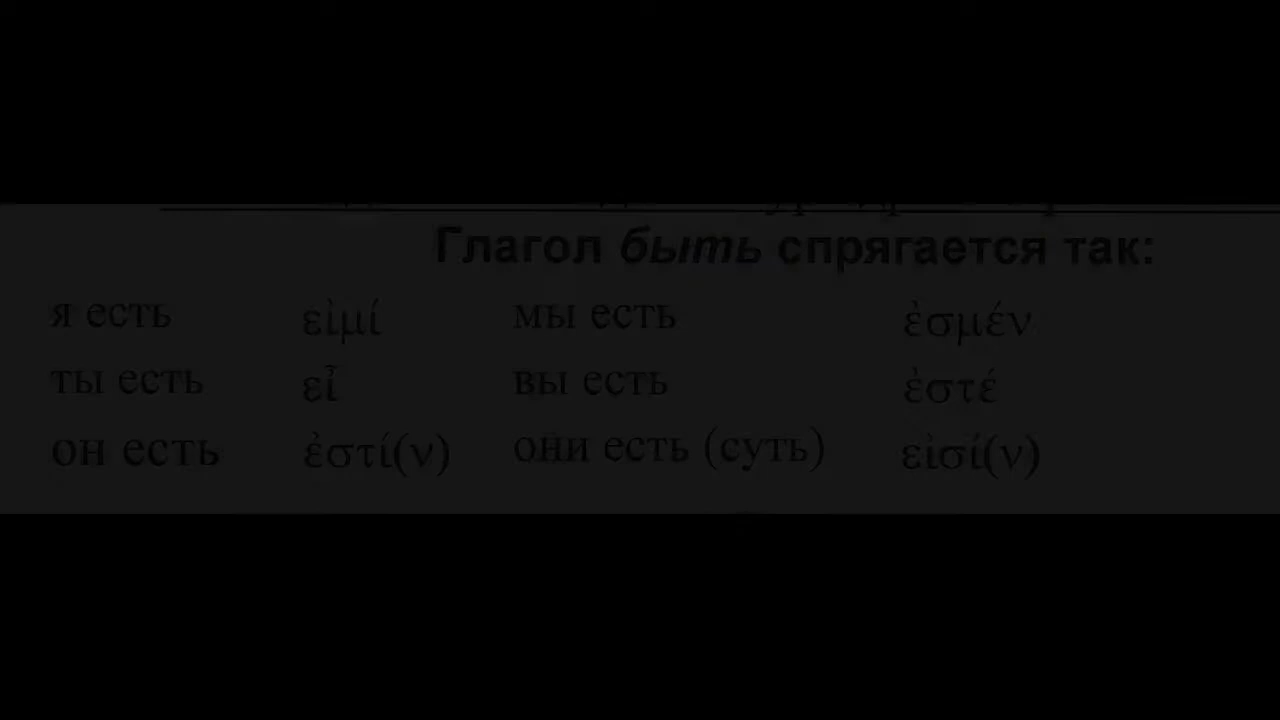 Глагол быть спрягается так:
я есть εἰμί мы есть ἐσμέν
ты есть εἶ вы есть ἐστέ
он есть ἐστί(ν) они есть (суть) εἰσί(ν)